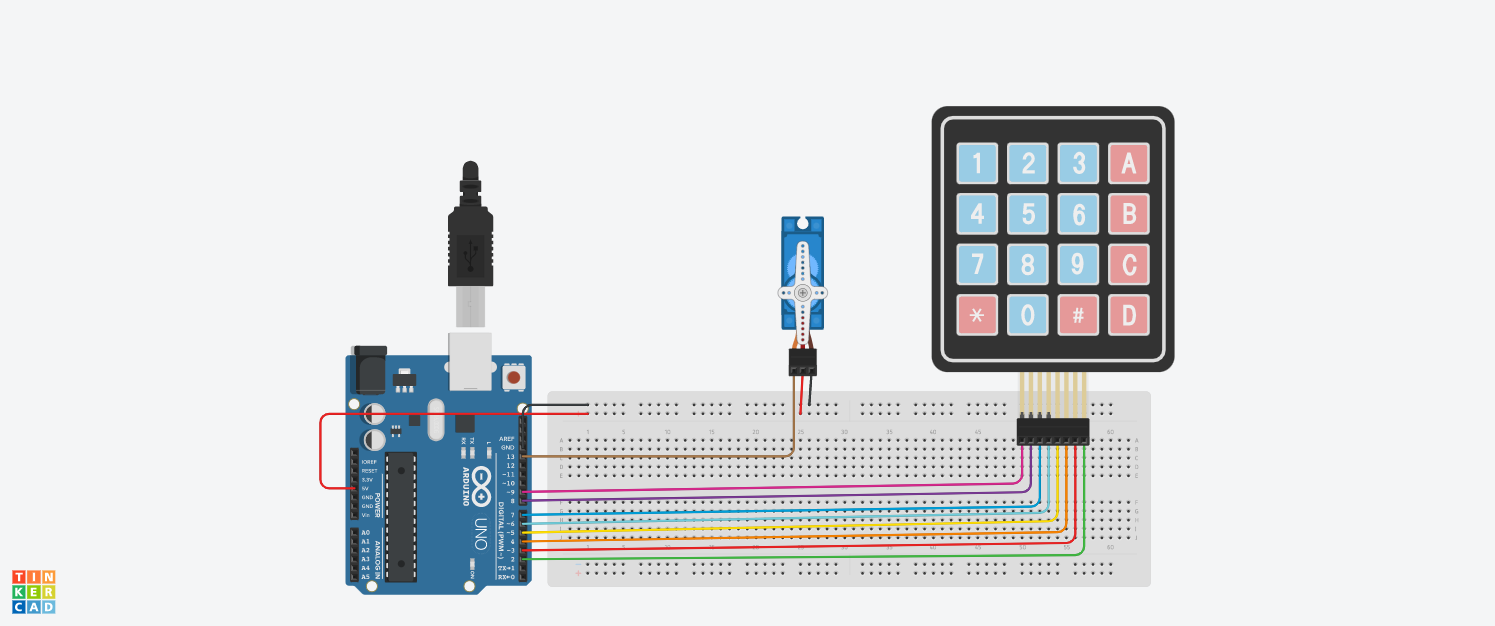 1 2 3 A
4 5 6 B
7 8 9 C
* 0 # D
AREF
GND
13
12
~11
~10
~9
8
7
~6
~5
4
~3
2
TX→1
RX←0
DIGITAL (PWM~)
L
TX
RX
ARDUINO
UNO
ON
IOREF
RESET
3.3V
5V
GND
GND
Vin
POWER
A0
A1
A2
A3
A4
A5
ANALOG IN
1 5 10 15 20 25 30 35 40 45 50 55 60
A
B
C
D
E
F
G
H
I
J
TIN
KER
CAD